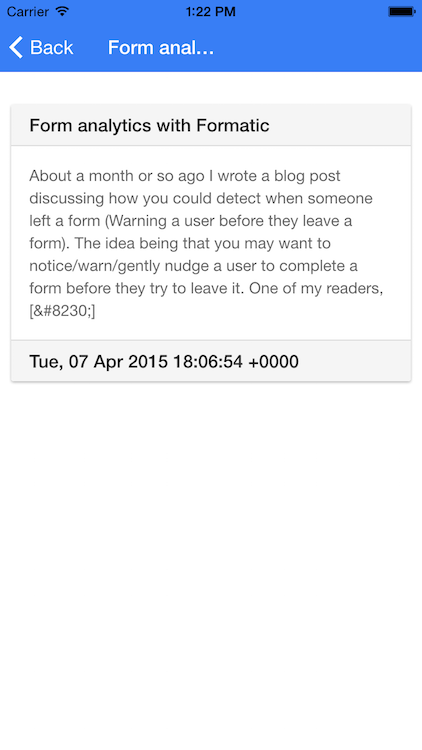 Carrier 1:22 PM
Back Form anal...
Form analytics with Formatic
About a month or so ago I wrote a blog post
discussing how you could detect when someone
left a form (Warning a user before they leave a
form). The idea being that you may want to
notice/warn/gently nudge a user to complete a
form before they try to leave it. One of my readers,
[&#8230;]
Tue, 07 Apr 2015 18:06:54 +0000